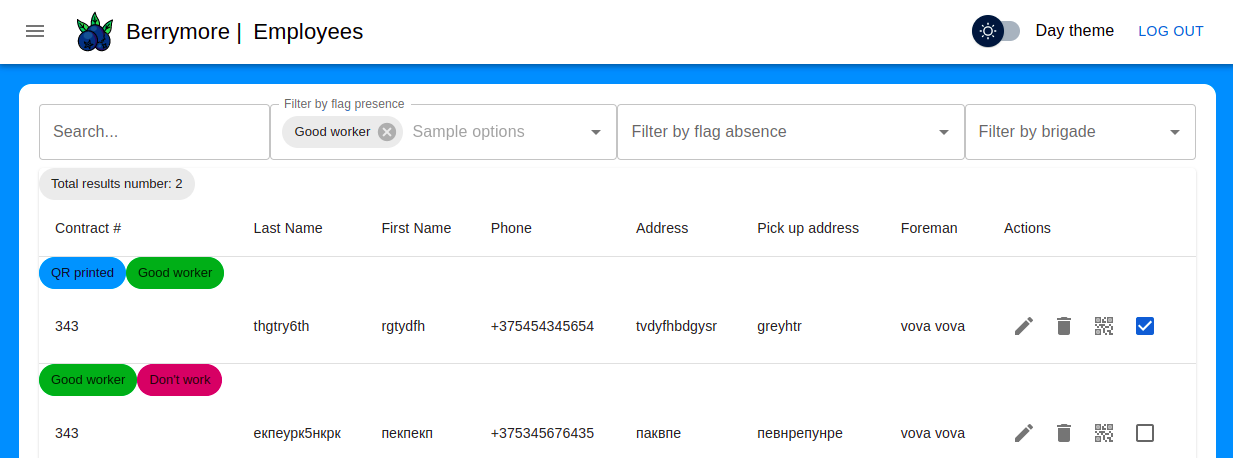 Berrymore | Employees
Day theme
LOG OUT
Search...
Filter by flag presence
Good worker
Sample options
Filter by flag absence
Filter by brigade
Total results number: 2
Contract # Last Name First Name Phone Address Pick up address Foreman Actions
QR printed Good worker
343 thgtry6th rgtydfh +375454345654 tvdyfhbdgysr greyhtr vova vova
Good worker Don't work
343 екпеурк5нкрк пекпекп +375345676435 паквпе певнрепунре vova vova